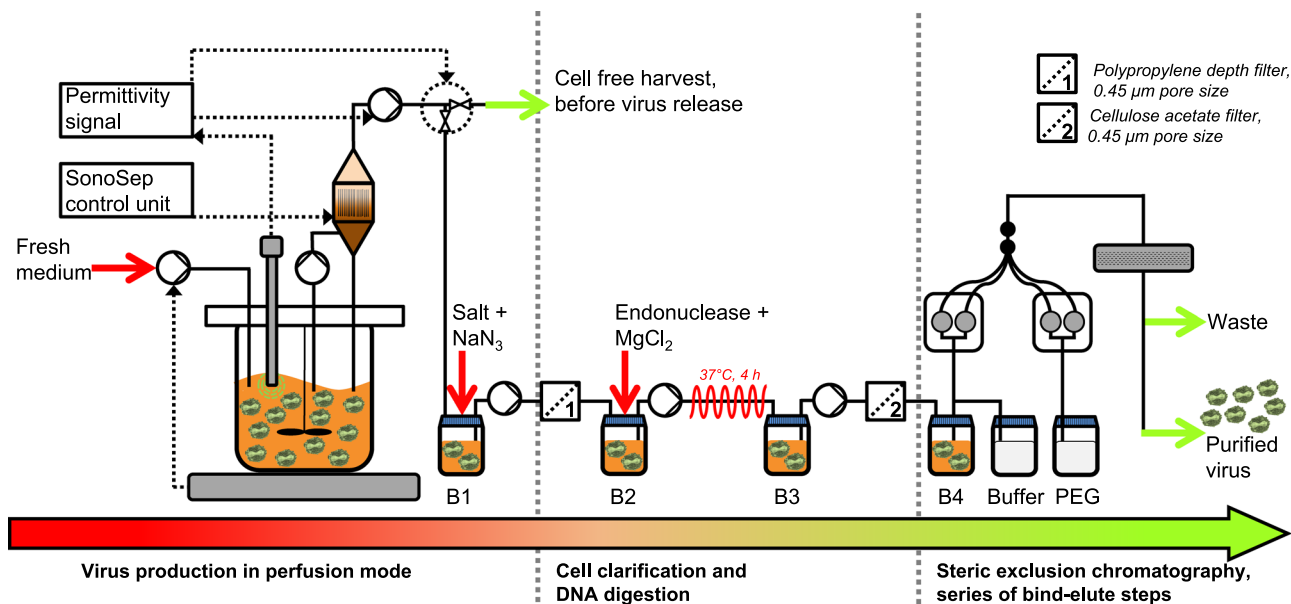 Permittivity
signal
SonoSep
control unit
Fresh
medium
Cell free harvest,
before virus release
1
Polypropylene depth filter,
0.45 µm pore size
2
Cellulose acetate filter,
0.45 µm pore size
Salt +
NaN₃
Endonuclease +
MgCl₂
37°C, 4 h
1
2
Waste
Purified
virus
B1
B2
B3
B4
Buffer
PEG
Virus production in perfusion mode
Cell clarification and
DNA digestion
Steric exclusion chromatography,
series of bind-elute steps